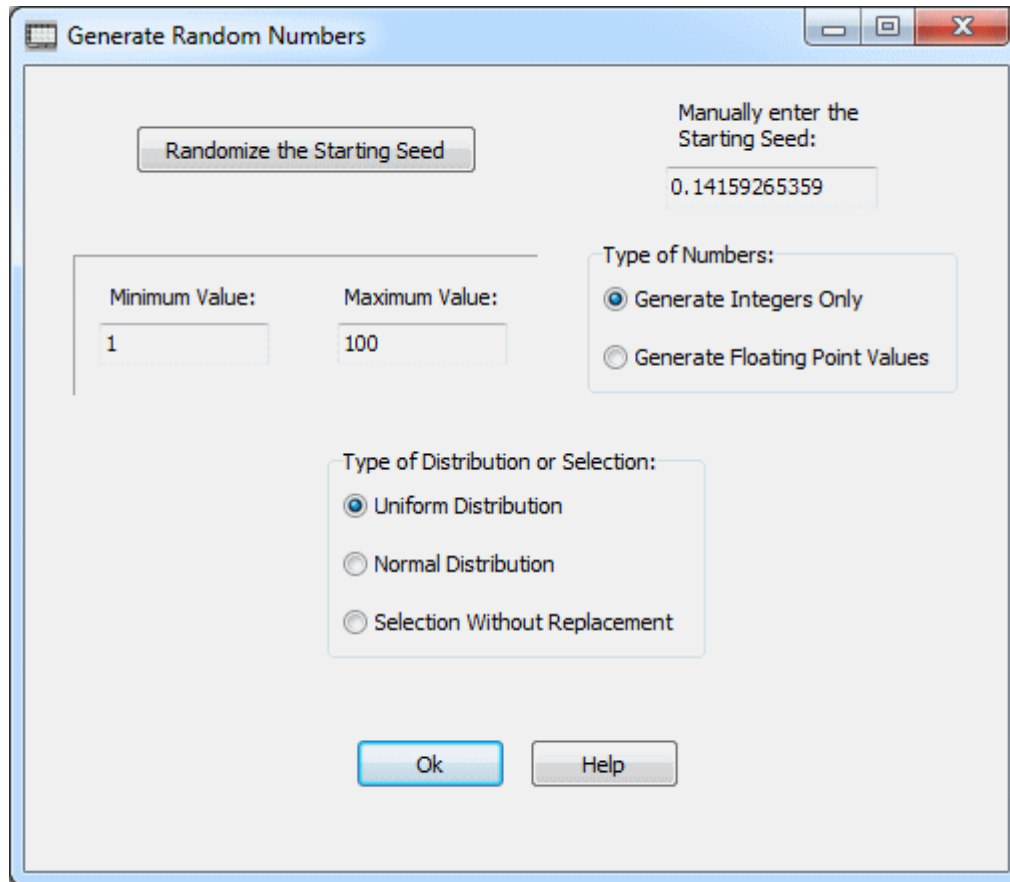 Generate Random Numbers
Randomize the Starting Seed
Manually enter the
Starting Seed:
0.14159265359
Minimum Value:
Maximum Value:
1
100
Type of Numbers:
Generate Integers Only
Generate Floating Point Values
Type of Distribution or Selection:
Uniform Distribution
Normal Distribution
Selection Without Replacement
Ok
Help